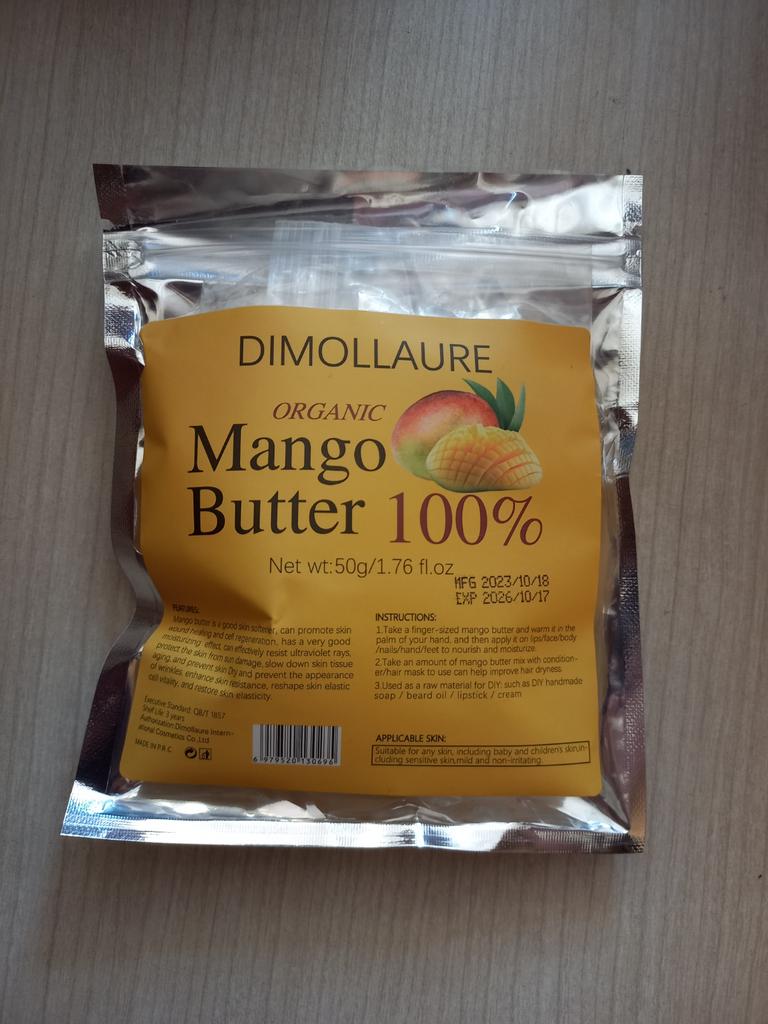 DIMOLLAURE
ORGANIC
Mango
Butter 100%
Net wt:50g/1.76 fl.oz
MFG 2023/10/18
EXP 2026/10/17
FEATURES:
Mango butter is a good skin softener, can promote skin
wound healing and cell regeneration, has a very good
moisturizing effect, can effectively resist ultraviolet rays,
protect the skin from sun damage, slow down skin tissue
aging, and prevent skin Dry and prevent the appearance
of wrinkles, enhance skin resistance, reshape skin elastic
cell vitality, and restore skin elasticity.
Executive Standard: QB/T 1857
Shelf Life: 3 years
Authorization:Dimollaure Intern-
ational Cosmetics Co.,Ltd
MADE IN P.R.C
6 979520 130696
INSTRUCTIONS:
1.Take a finger-sized mango butter and warm it in the
palm of your hand, and then apply it on lips/face/body
/nails/hand/feet to nourish and moisturize.
2.Take an amount of mango butter mix with condition-
er/hair mask to use can help improve hair dryness.
3.Used as a raw material for DIY: such as DIY handmade
soap / beard oil / lipstick / cream
APPLICABLE SKIN:
Suitable for any skin, including baby and children's skin,in-
cluding sensitive skin,mild and non-irritating.